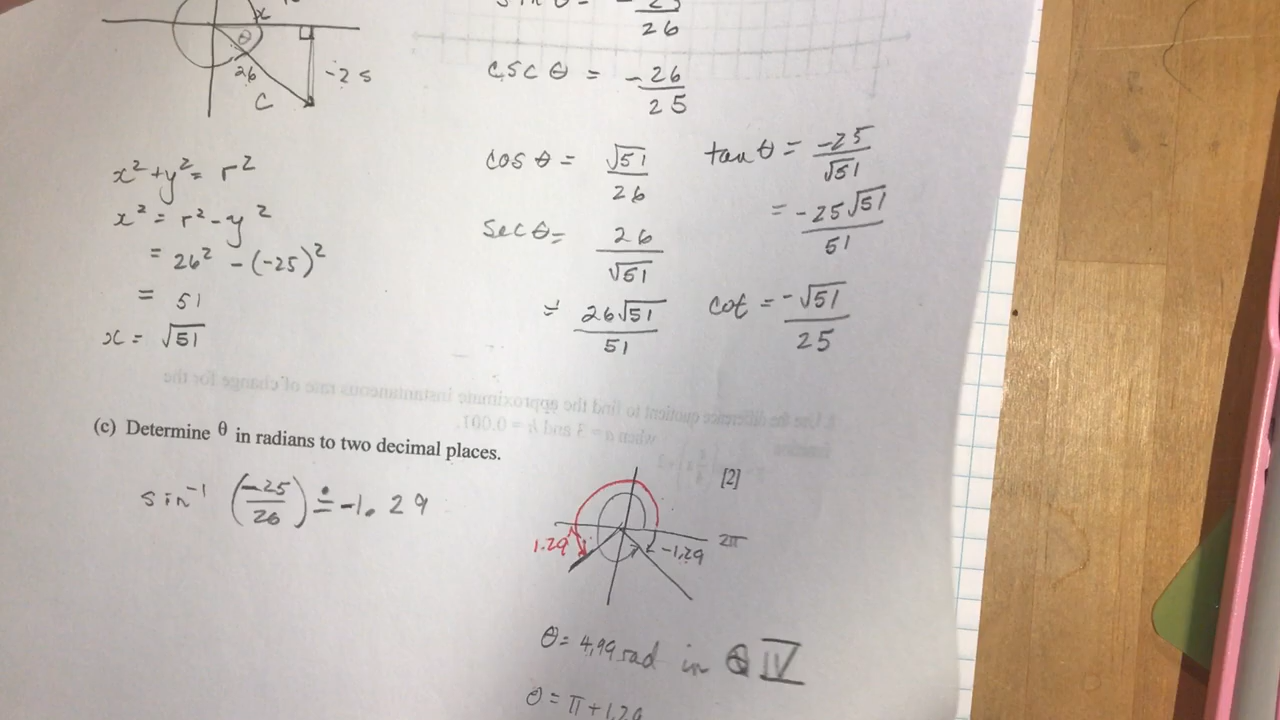 x
θ
26
-25
C
sin θ = -25/26
csc θ = -26/25
x² + y² = r²
x² = r² - y²
= 26² - (-25)²
= 51
x = √51
cos θ = √51/26
sec θ = 26/√51
= 26√51/51
tan θ = -25/√51
= -25√51/51
cot = -√51/25
(c) Determine θ in radians to two decimal places.
[2]
sin⁻¹ (-25/26) ≐ -1.29
1.29
2π
-1.29
θ = 4.99 rad in Q IV
θ = π + 1.29